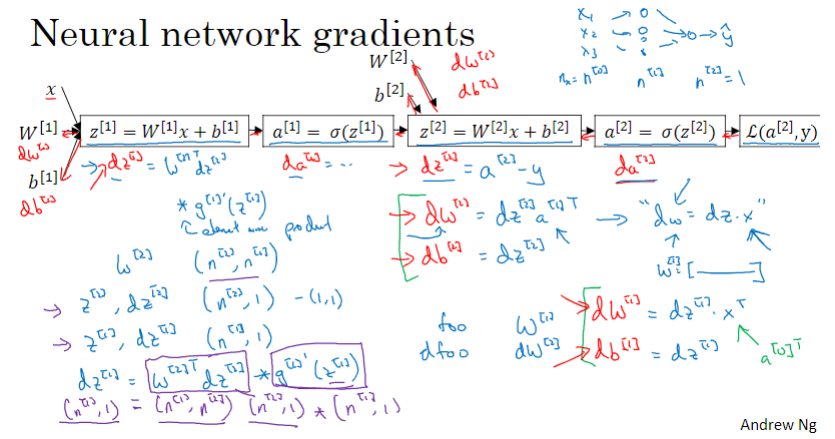 Neural network gradients
x₁
x₂
x₃
ŷ
nₓ = n^[0] n^[1] n^[2] = 1
W^[2]
dW^[2]
b^[2]
db^[2]
x
W^[1]
dW^[1]
b^[1]
db^[1]
z^[1] = W^[1]x + b^[1]
a^[1] = σ(z^[1])
z^[2] = W^[2]x + b^[2]
a^[2] = σ(z^[2])
ℒ(a^[2], y)
→ dz^[1] = W^[2]T dz^[2]
* g^[1]'(z^[1])
element wise product
da^[1] = ...
→ dz^[2] = a^[2] - y
da^[2]
→ dW^[2] = dz^[2] a^[1]T → "dw = dz · x"
→ db^[2] = dz^[2]
W^[2] (n^[2], n^[1])
→ z^[2], dz^[2] (n^[2], 1) - (1,1)
→ z^[1], dz^[1] (n^[1], 1)
dz^[1] = W^[2]T dz^[2] * g^[1]'(z^[1])
(n^[1], 1) = (n^[1], n^[2]) (n^[2], 1) * (n^[1], 1)
foo W^[1]
dfoo dW^[1]
dW^[1] = dz^[1] · x^T
db^[1] = dz^[1]
a^[0]T
Andrew Ng